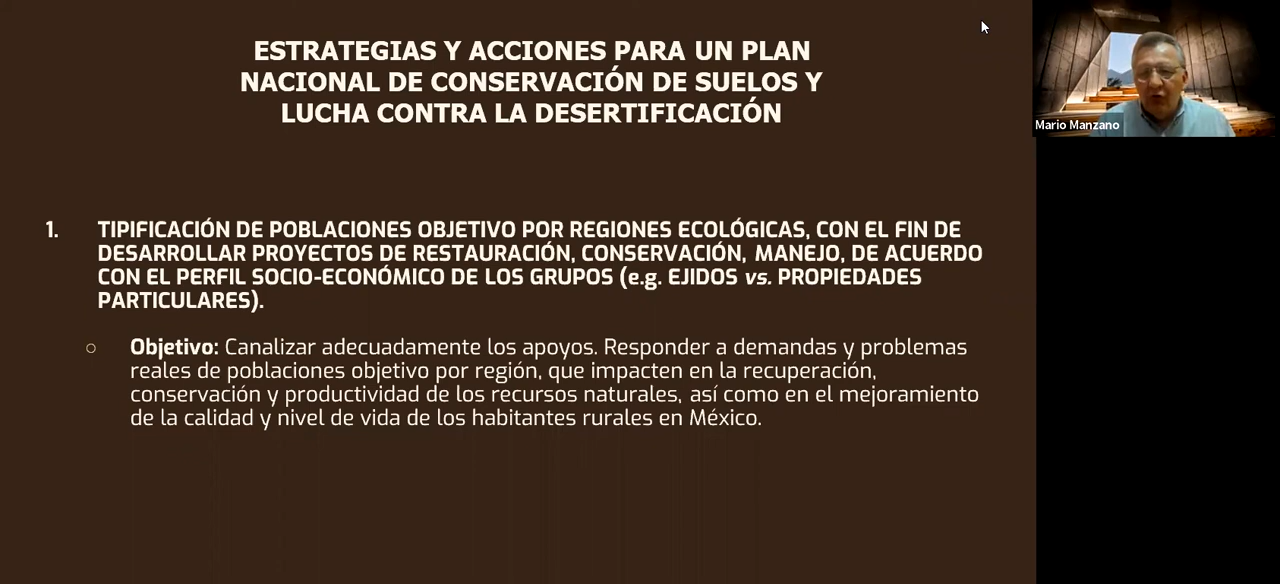 ESTRATEGIAS Y ACCIONES PARA UN PLAN
NACIONAL DE CONSERVACIÓN DE SUELOS Y
LUCHA CONTRA LA DESERTIFICACIÓN
Mario Manzano
1. TIPIFICACIÓN DE POBLACIONES OBJETIVO POR REGIONES ECOLÓGICAS, CON EL FIN DE
DESARROLLAR PROYECTOS DE RESTAURACIÓN, CONSERVACIÓN, MANEJO, DE ACUERDO
CON EL PERFIL SOCIO-ECONÓMICO DE LOS GRUPOS (e.g. EJIDOS vs. PROPIEDADES
PARTICULARES).
○ Objetivo: Canalizar adecuadamente los apoyos. Responder a demandas y problemas
reales de poblaciones objetivo por región, que impacten en la recuperación,
conservación y productividad de los recursos naturales, así como en el mejoramiento
de la calidad y nivel de vida de los habitantes rurales en México.